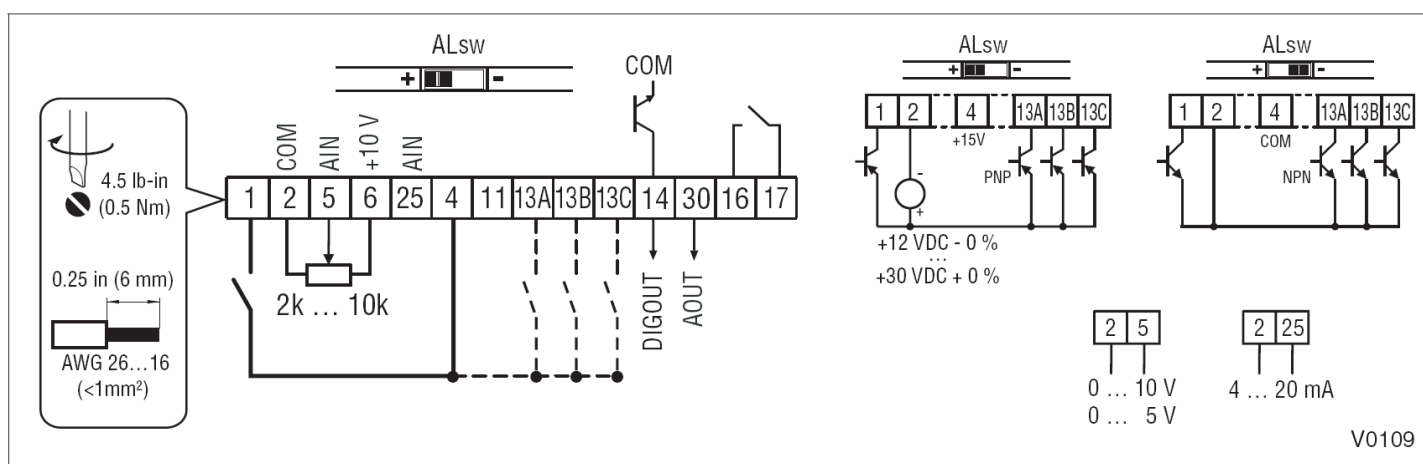 ALsw
+ -
COM
COM
AIN
+10 V
AIN
1 2 5 6 25 4 11 13A 13B 13C 14 30 16 17
4.5 lb-in
(0.5 Nm)
0.25 in (6 mm)
AWG 26...16
(<1mm²)
2k ... 10k
DIGOUT
AOUT
ALsw
+ -
1 2 4 13A 13B 13C
+15V
PNP
-
+
+12 VDC - 0 %
...
+30 VDC + 0 %
ALsw
+ -
1 2 4 13A 13B 13C
COM
NPN
2 5
0 ... 10 V
0 ... 5 V
2 25
4 ... 20 mA
V0109